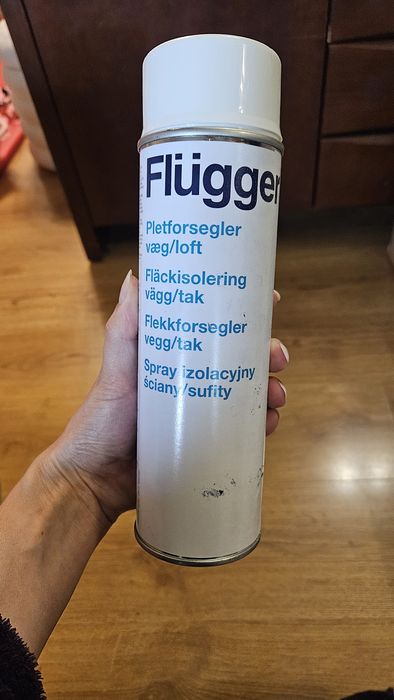 Flügger
Pletforsegler
væg/loft
Fläckisolering
vägg/tak
Flekkforsegler
vegg/tak
Spray izolacyjny
ściany/sufity